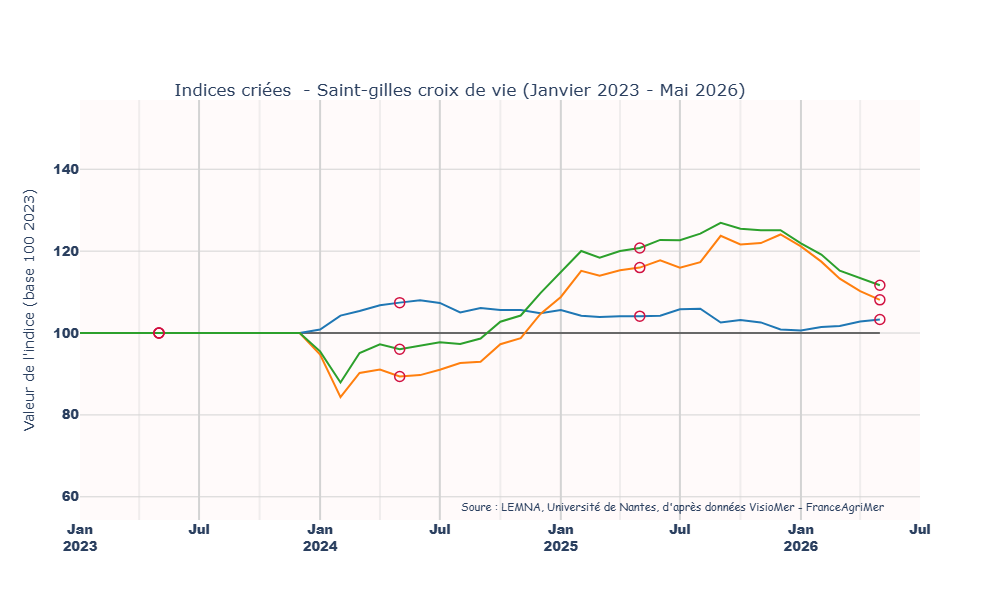 Indices criées  - Saint-gilles croix de vie (Janvier 2023 - Mai 2026)
Valeur de l'indice (base 100 2023)
140
120
100
80
60
Soure : LEMNA, Université de Nantes, d'après données VisioMer - FranceAgriMer
Jan Jul Jan Jul Jan Jul Jan Jul
2023 2024 2025 2026